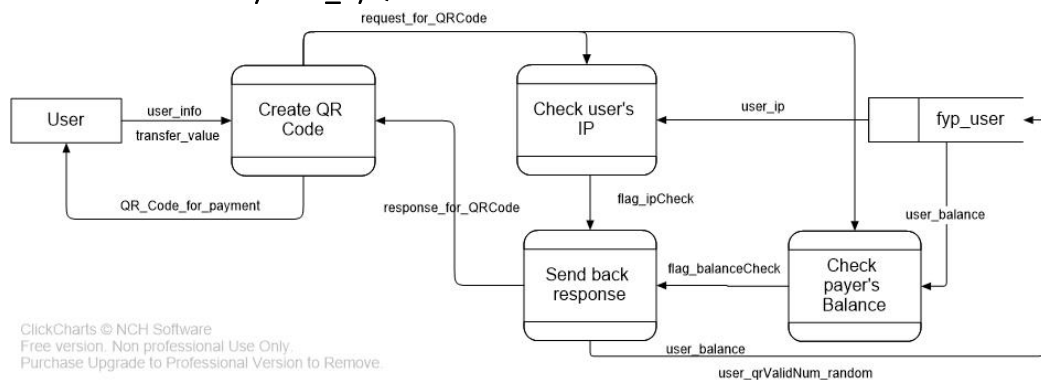 request_for_QRCode
User
user_info
transfer_value
Create QR
Code
Check user's
IP
user_ip
fyp_user
QR_Code_for_payment
response_for_QRCode
flag_ipCheck
user_balance
Send back
response
flag_balanceCheck
Check
payer's
Balance
user_balance
user_qrValidNum_random
ClickCharts © NCH Software
Free version. Non professional Use Only.
Purchase Upgrade to Professional Version to Remove.